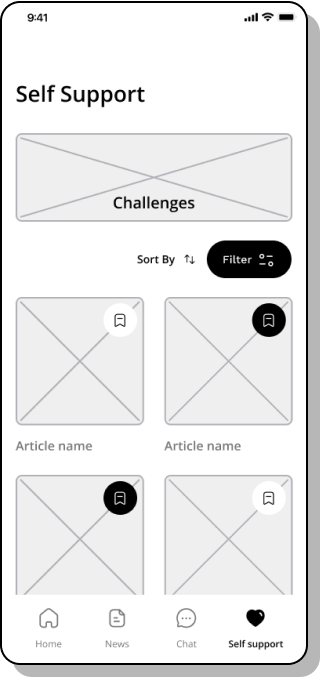 9:41
Self Support
Challenges
Sort By
Filter
Article name
Article name
Home
News
Chat
Self support